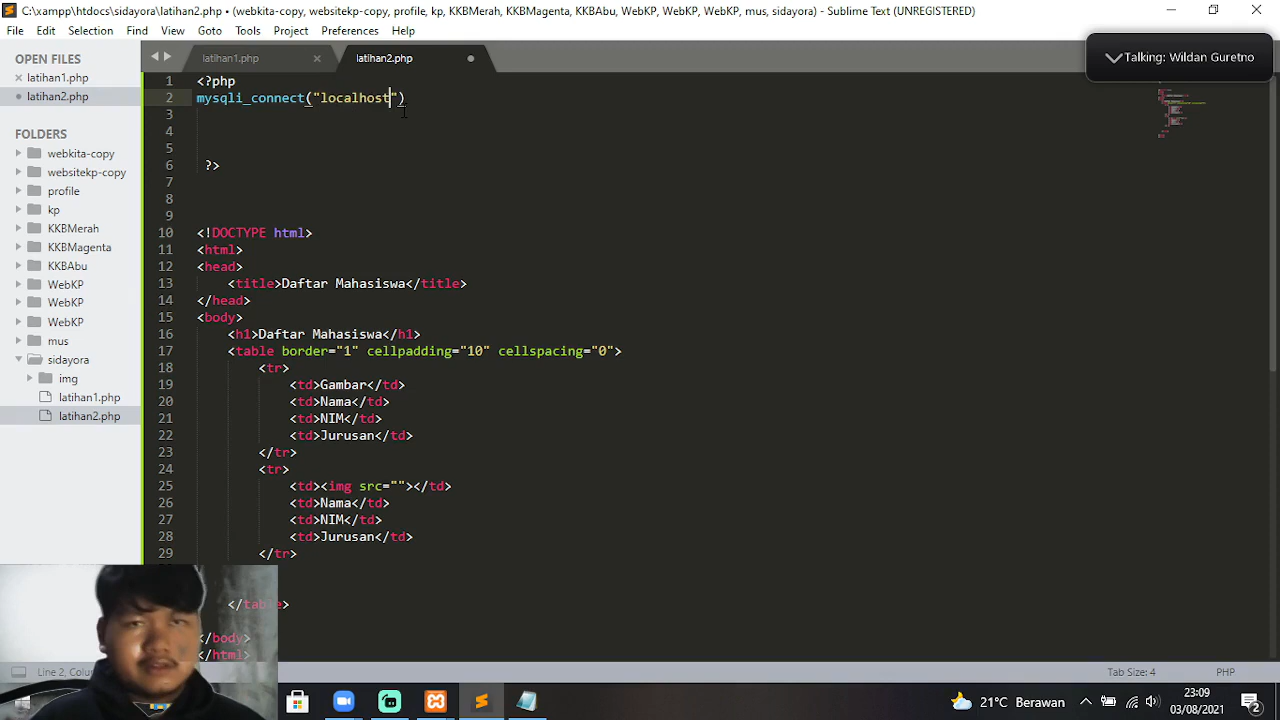 C:\xampp\htdocs\sidayora\latihan2.php • (webkita-copy, websitekp-copy, profile, kp, KKBMerah, KKBMagenta, KKBAbu, WebKP, WebKP, WebKP, mus, sidayora) - Sublime Text (UNREGISTERED)
File Edit Selection Find View Goto Tools Project Preferences Help
Talking: Wildan Guretno
OPEN FILES
latihan1.php
latihan2.php
FOLDERS
webkita-copy
websitekp-copy
profile
kp
KKBMerah
KKBMagenta
KKBAbu
WebKP
WebKP
WebKP
mus
sidayora
img
latihan1.php
latihan2.php
latihan1.php latihan2.php
1 <?php
2 mysqli_connect("localhost")
3
4
5
6 ?>
7
8
9
10 <!DOCTYPE html>
11 <html>
12 <head>
13 <title>Daftar Mahasiswa</title>
14 </head>
15 <body>
16 <h1>Daftar Mahasiswa</h1>
17 <table border="1" cellpadding="10" cellspacing="0">
18 <tr>
19 <td>Gambar</td>
20 <td>Nama</td>
21 <td>NIM</td>
22 <td>Jurusan</td>
23 </tr>
24 <tr>
25 <td><img src=""></td>
26 <td>Nama</td>
27 <td>NIM</td>
28 <td>Jurusan</td>
29 </tr>
</table>
</body>
</html>
Line 2, Colu
Tab Size: 4 PHP
21°C Berawan
23:09
03/08/2021
2